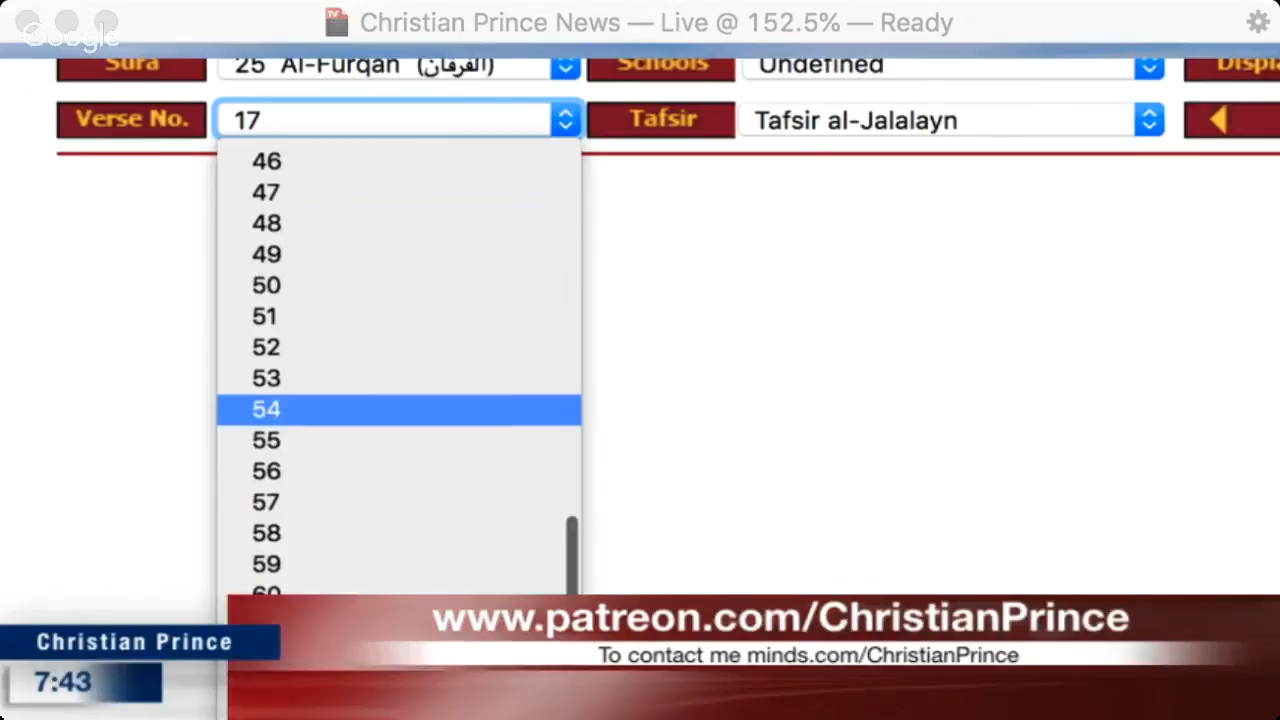 Christian Prince News — Live @ 152.5% — Ready
Google
Sura 25 Al-Furqan (الفرقان) Schools Undefined Displa
Verse No. 17 Tafsir Tafsir al-Jalalayn
46
47
48
49
50
51
52
53
54
55
56
57
58
59
60
www.patreon.com/ChristianPrince
To contact me minds.com/ChristianPrince
Christian Prince
7:43